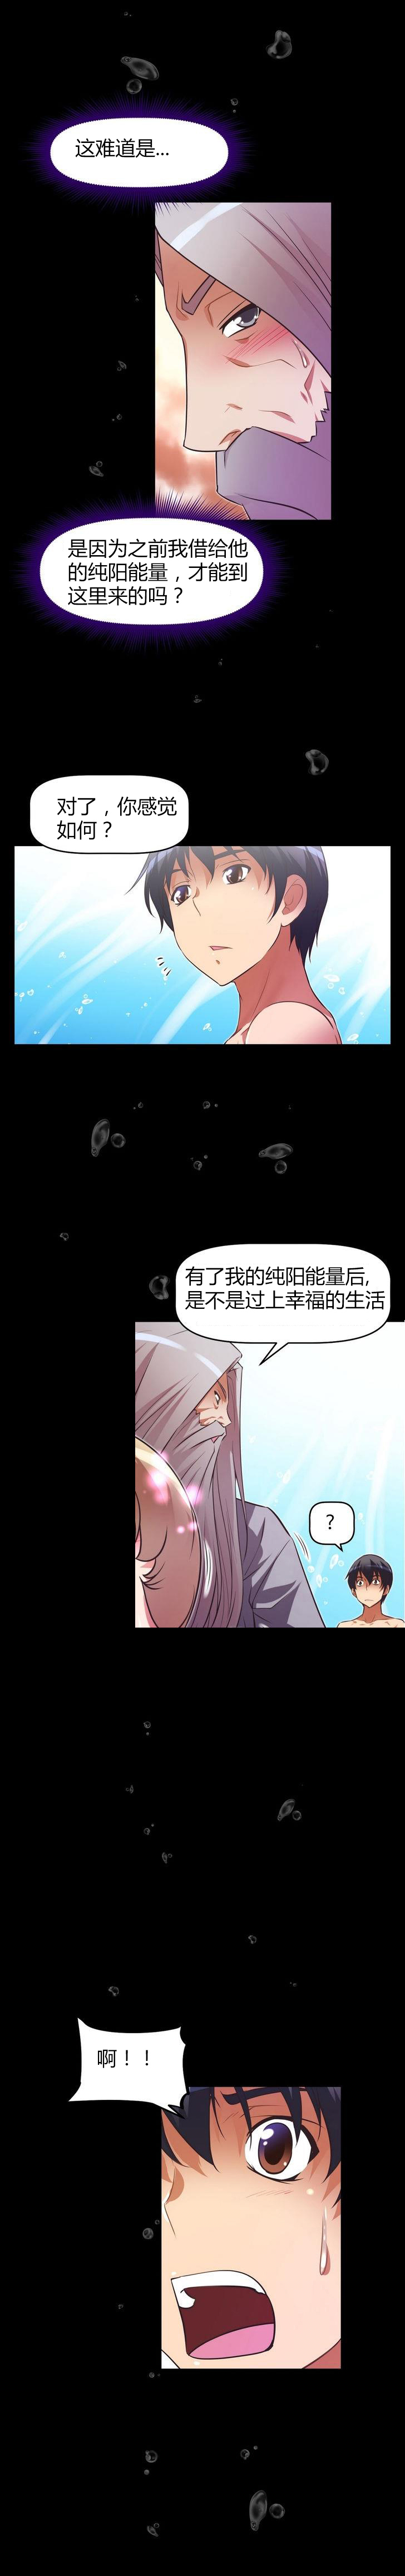 这难道是...
是因为之前我借给他
的纯阳能量，才能到
这里来的吗？
对了，你感觉
如何？
有了我的纯阳能量后,
是不是过上幸福的生活
？
啊！！